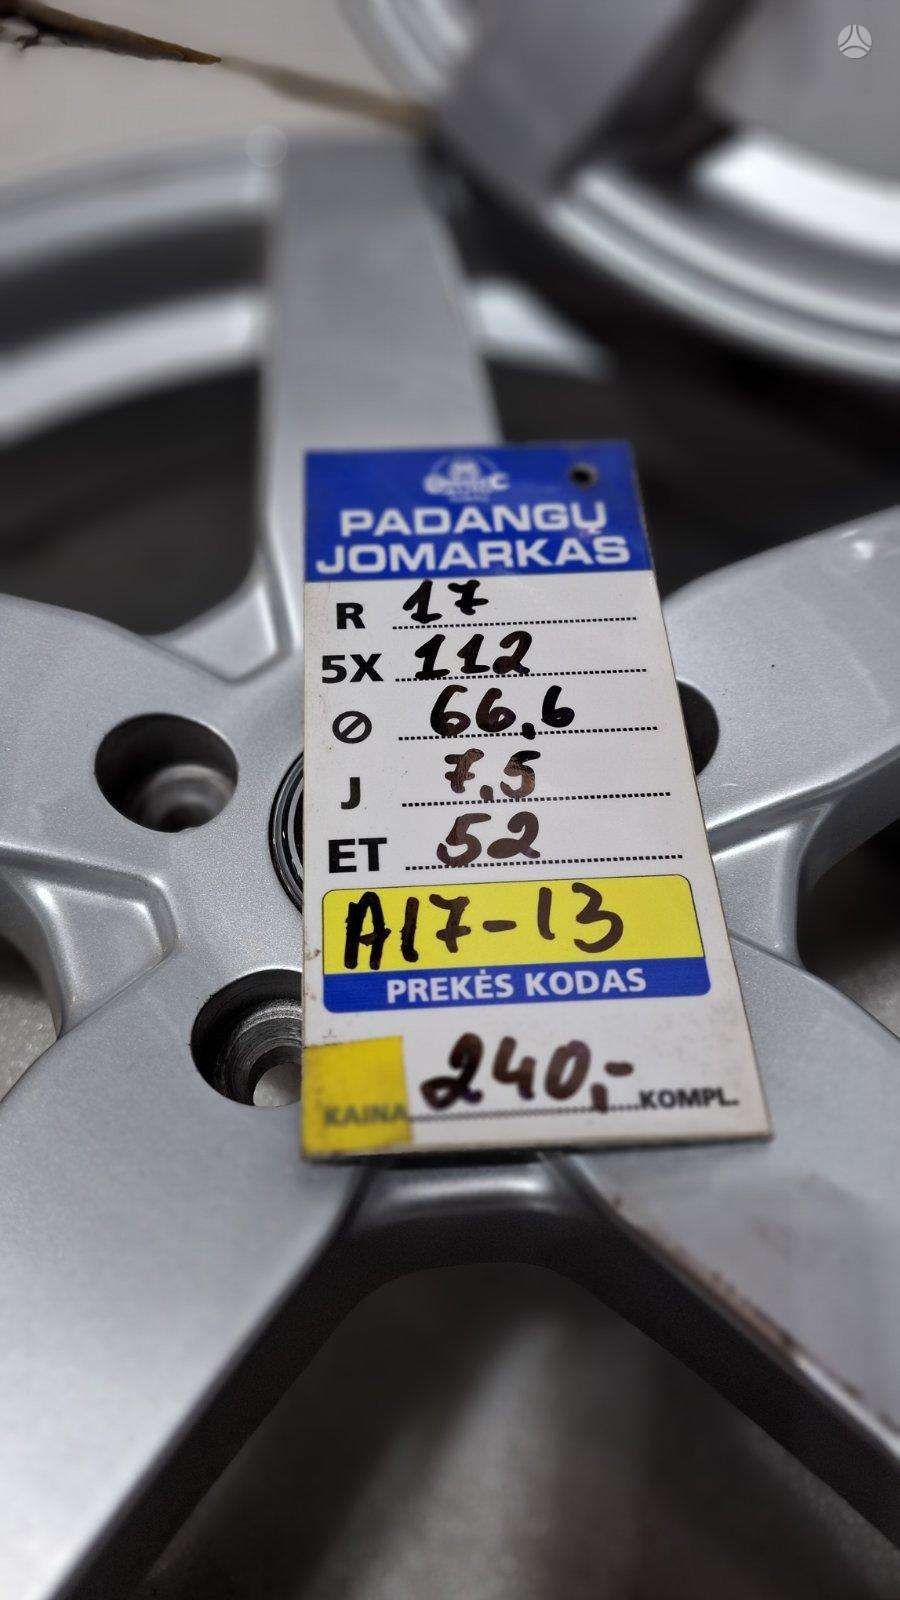 PADANGŲ
JOMARKAS
R 17
5X 112
⌀ 66,6
J 7,5
ET 52
A17-13
PREKĖS KODAS
KAINA 240,- KOMPL.